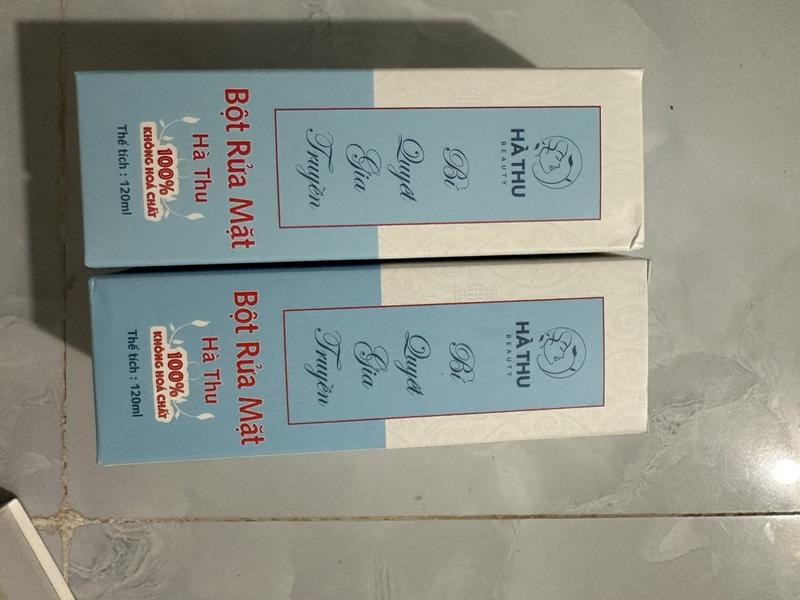 HÀ THU
BEAUTY
Bí
Quyết
Gia
Truyền
Bột Rửa Mặt
Hà Thu
100%
KHÔNG HOÁ CHẤT
Thể tích : 120ml
HÀ THU
BEAUTY
Bí
Quyết
Gia
Truyền
Bột Rửa Mặt
Hà Thu
100%
KHÔNG HOÁ CHẤT
Thể tích : 120ml